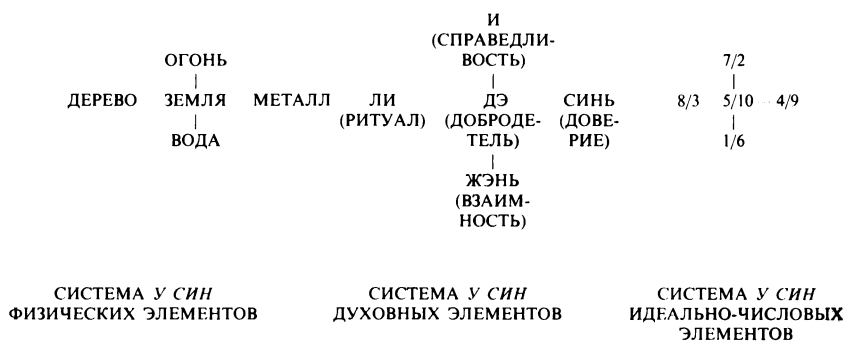 И
(СПРАВЕДЛИ-
ОГОНЬ ВОСТЬ) 7/2
ДЕРЕВО ЗЕМЛЯ МЕТАЛЛ ЛИ ДЭ СИНЬ 8/3 5/10 4/9
(РИТУАЛ) (ДОБРОДЕ- (ДОВЕ-
ВОДА ТЕЛЬ) РИЕ) 1/6
ЖЭНЬ
(ВЗАИМ-
НОСТЬ)
СИСТЕМА У СИН СИСТЕМА У СИН СИСТЕМА У СИН
ФИЗИЧЕСКИХ ЭЛЕМЕНТОВ ДУХОВНЫХ ЭЛЕМЕНТОВ ИДЕАЛЬНО-ЧИСЛОВЫХ
ЭЛЕМЕНТОВ